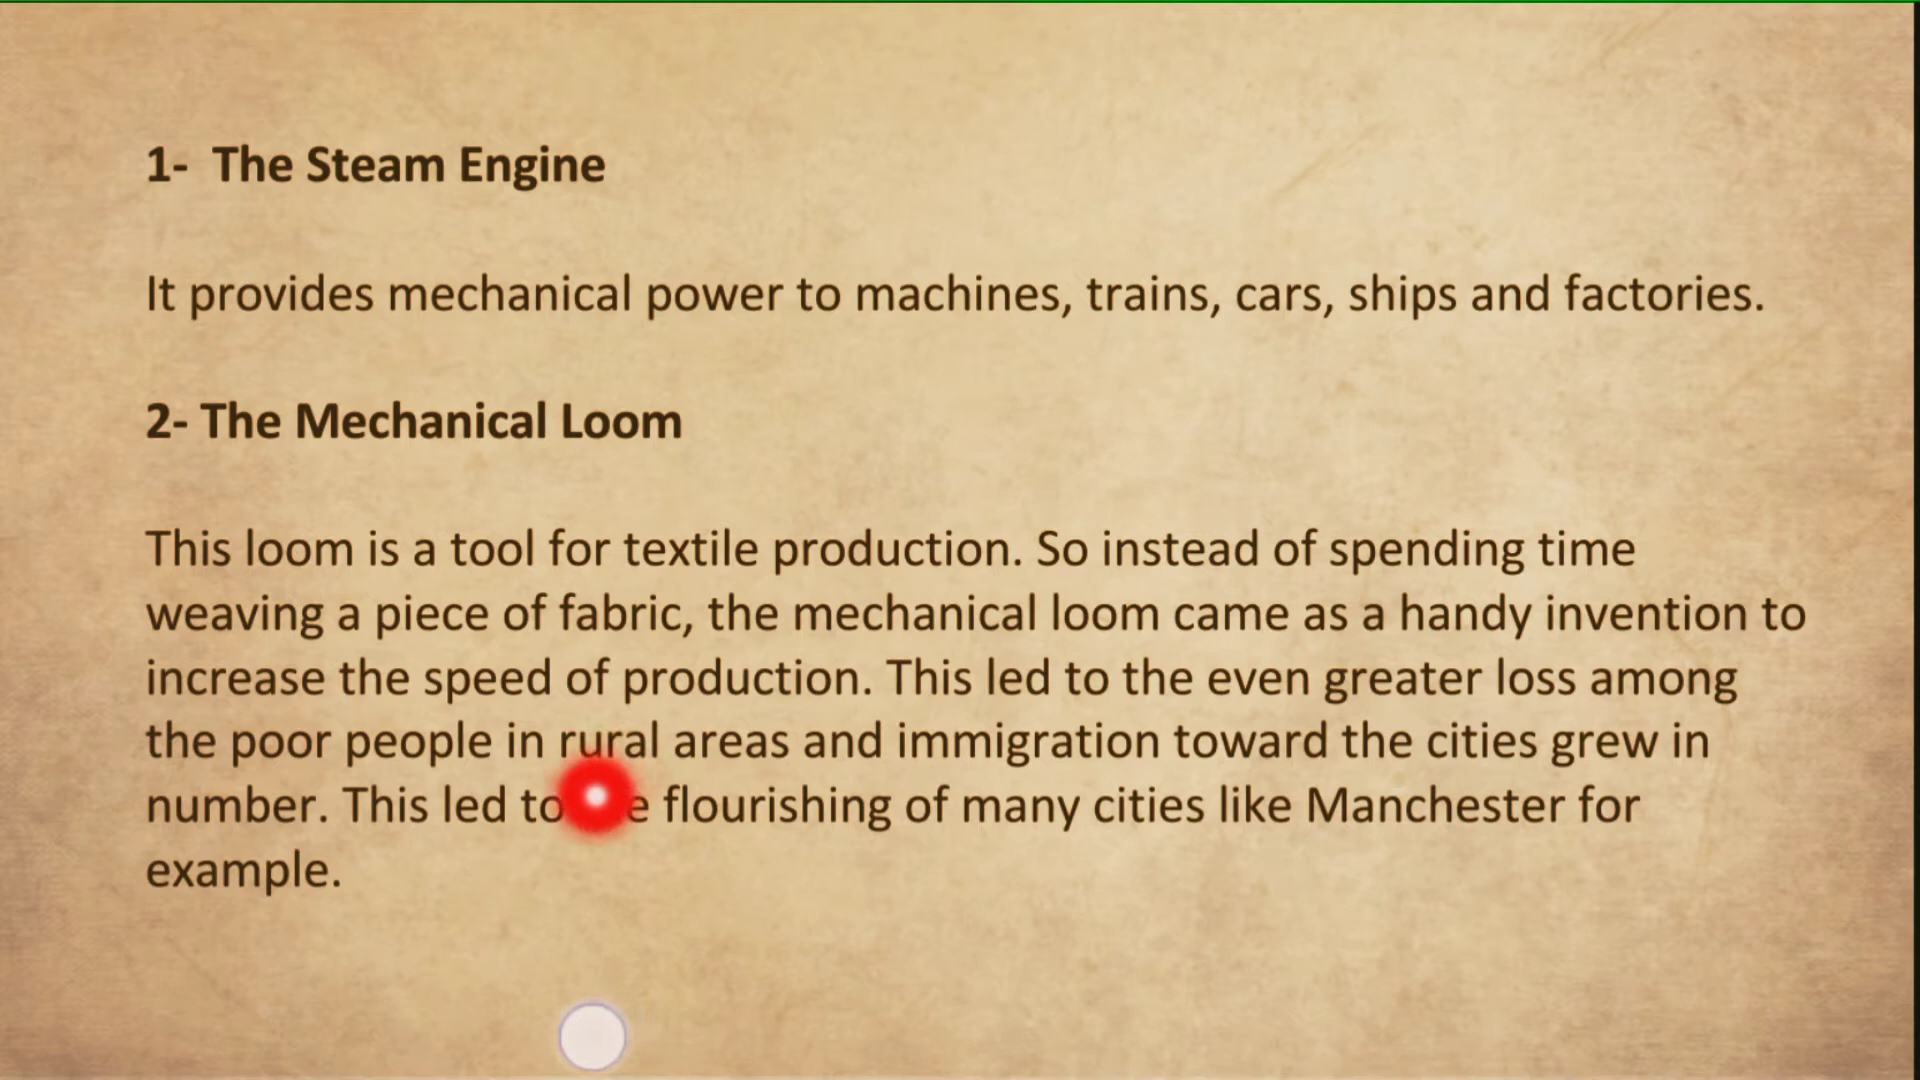 1- The Steam Engine
It provides mechanical power to machines, trains, cars, ships and factories.
2- The Mechanical Loom
This loom is a tool for textile production. So instead of spending time
weaving a piece of fabric, the mechanical loom came as a handy invention to
increase the speed of production. This led to the even greater loss among
the poor people in rural areas and immigration toward the cities grew in
number. This led to flourishing of many cities like Manchester for
example.